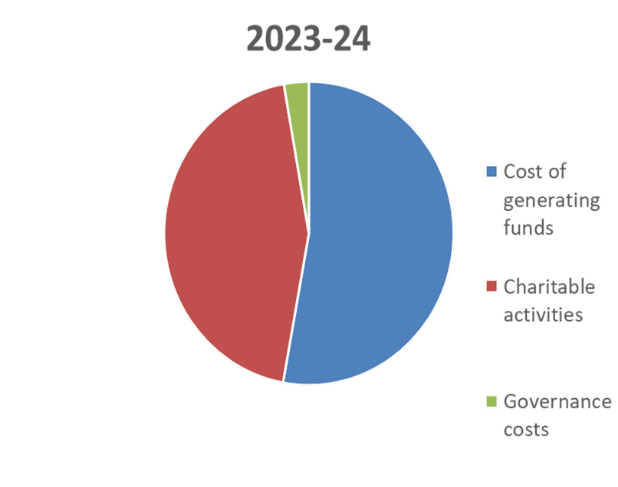 2023-24
Cost of
generating
funds
Charitable
activities
Governance
costs